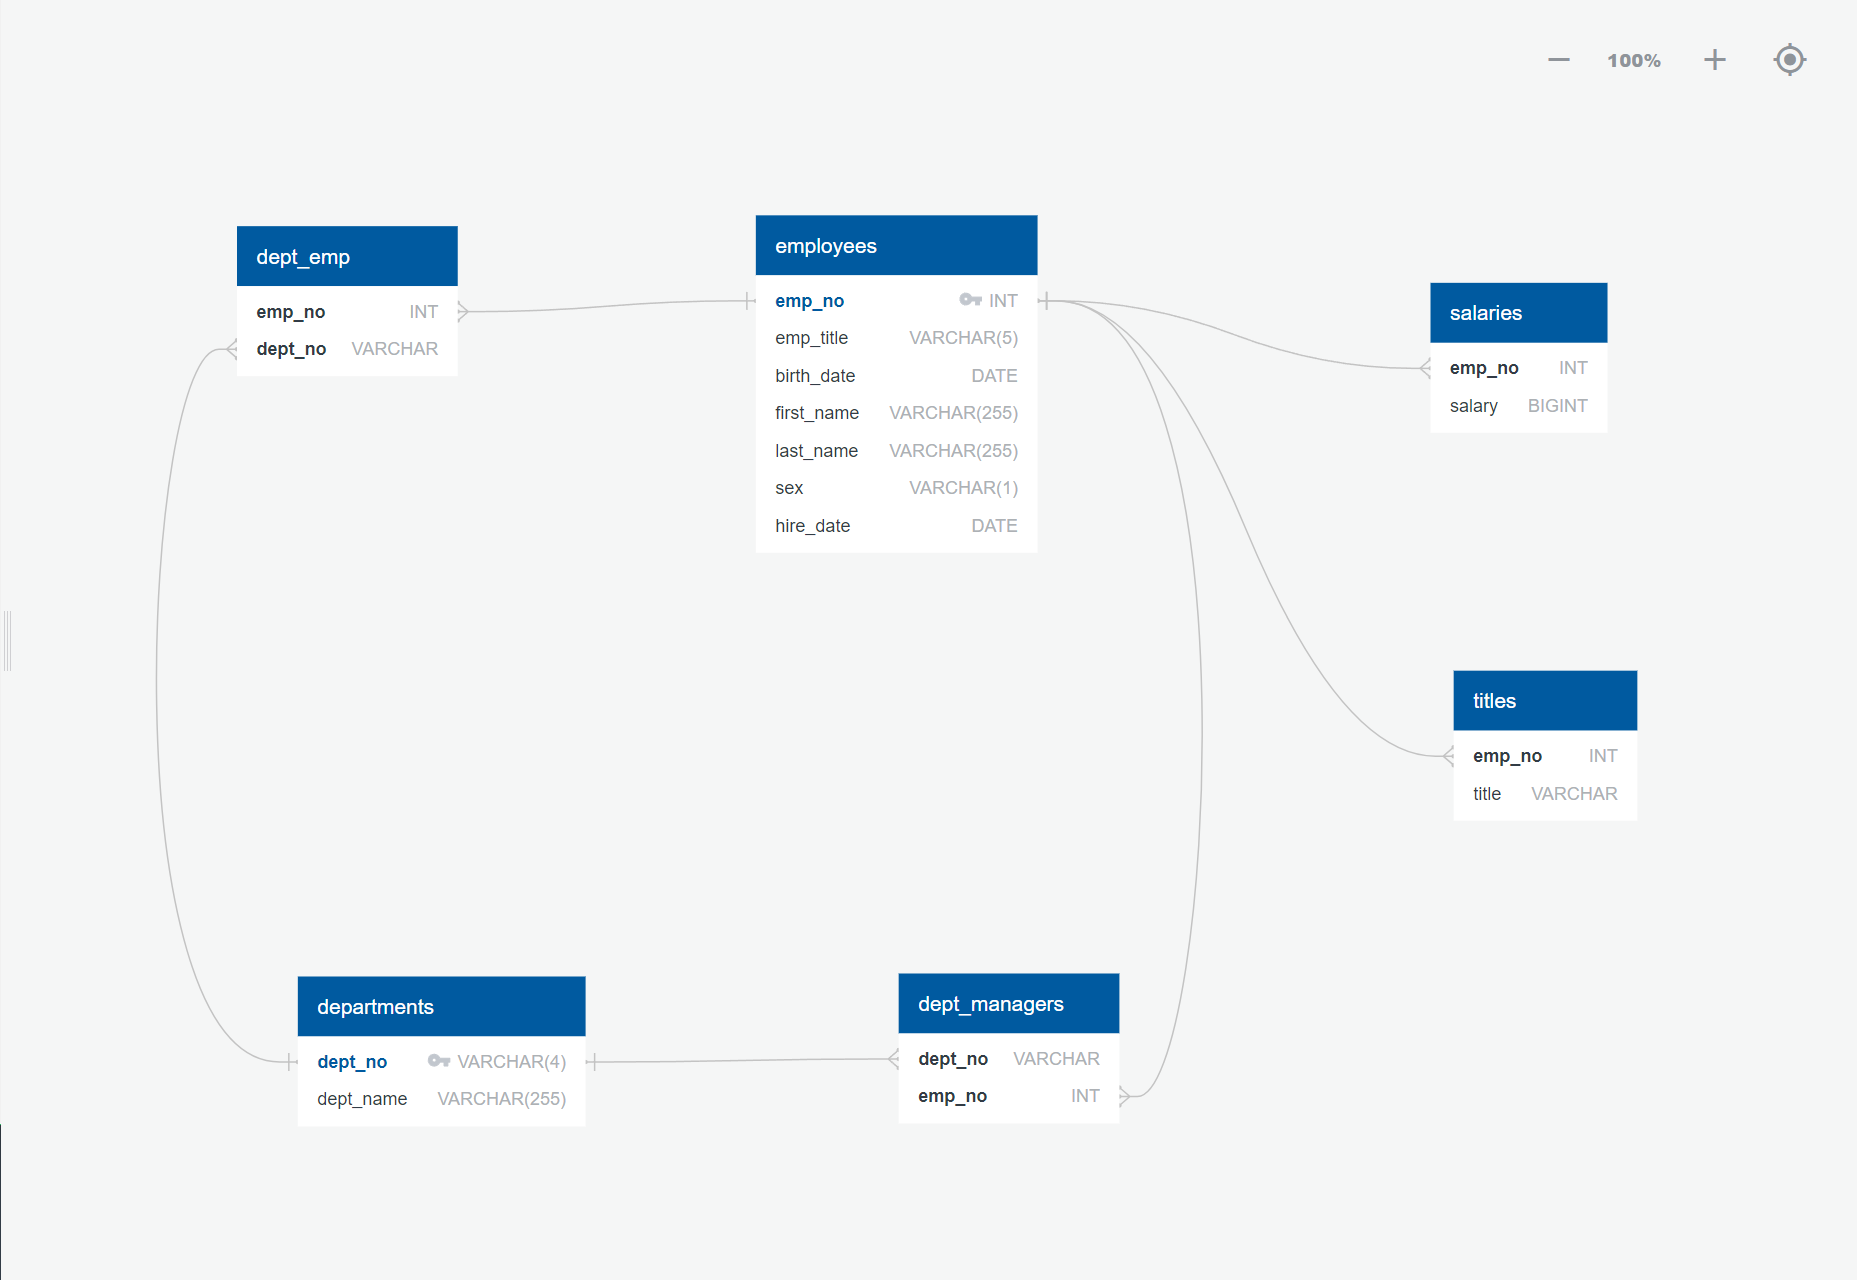 100%
dept_emp
emp_no INT
dept_no VARCHAR
employees
emp_no INT
emp_title VARCHAR(5)
birth_date DATE
first_name VARCHAR(255)
last_name VARCHAR(255)
sex VARCHAR(1)
hire_date DATE
salaries
emp_no INT
salary BIGINT
titles
emp_no INT
title VARCHAR
departments
dept_no VARCHAR(4)
dept_name VARCHAR(255)
dept_managers
dept_no VARCHAR
emp_no INT